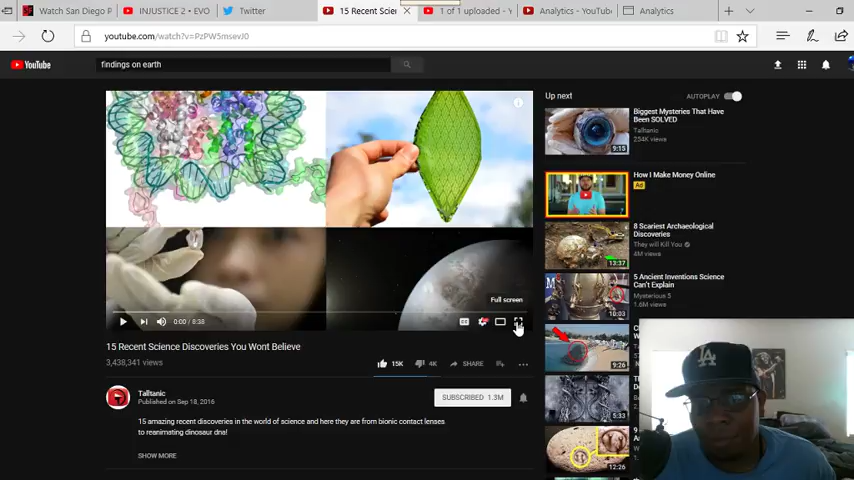 Watch San Diego P
INJUSTICE 2 • EVO
Twitter
15 Recent Scie
1 of 1 uploaded - Y
Analytics - YouTube
Analytics
youtube.com/watch?v=PzPW5msevJ0
YouTube
findings on earth
Up next
AUTOPLAY
Biggest Mysteries That Have
Been SOLVED
Talltanic
254K views
9:15
How I Make Money Online
Ad
8 Scariest Archaeological
Discoveries
They will Kill You
4M views
13:37
5 Ancient Inventions Science
Can't Explain
Mysterious 5
1.6M views
10:03
9:26
5:33
12:26
Full screen
0:00 / 8:38
15 Recent Science Discoveries You Wont Believe
3,438,341 views
15K
4K
SHARE
Talltanic
Published on Sep 18, 2016
SUBSCRIBED 1.3M
15 amazing recent discoveries in the world of science and here they are from bionic contact lenses
to reanimating dinosaur dna!
SHOW MORE
LA